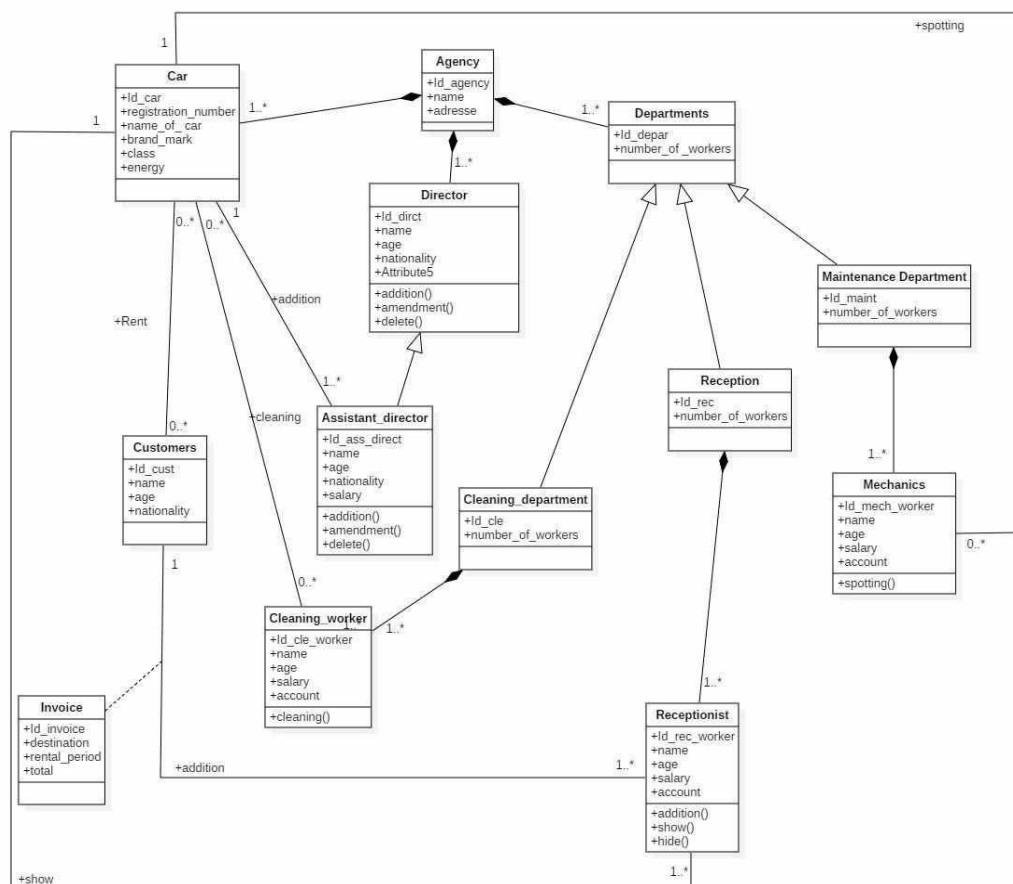 +spotting
1
Car
+Id_car
+registration_number
+name_of_ car
+brand_mark
+class
+energy
1
1..*
Agency
+Id_agency
+name
+adresse
1..*
1..*
Departments
+Id_depar
+number_of _workers
Director
+Id_dirct
+name
+age
+nationality
+Attribute5
+addition()
+amendment()
+delete()
0..*
0..*
1
+addition
+Rent
+cleaning
1..*
0..*
Maintenance Department
+Id_maint
+number_of_workers
Reception
+Id_rec
+number_of_workers
Assistant_director
+Id_ass_direct
+name
+age
+nationality
+salary
+addition()
+amendment()
+delete()
Customers
+Id_cust
+name
+age
+nationality
1
1..*
Mechanics
+Id_mech_worker
+name
+age
+salary
+account
+spotting()
0..*
Cleaning_department
+Id_cle
+number_of_workers
0..*
1..*
1..*
Cleaning_worker
+Id_cle_worker
+name
+age
+salary
+account
+cleaning()
Invoice
+Id_invoice
+destination
+rental_period
+total
1..*
Receptionist
+Id_rec_worker
+name
+age
+salary
+account
+addition()
+show()
+hide()
+addition
1..*
+show
1..*